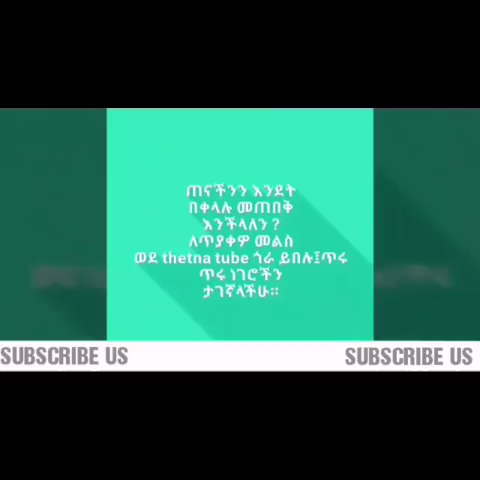 ጠናችንን እንደት
በቀላሉ መጠበቅ
እንችላለን ?
ለጥያቀዎ መልስ
ወደ thetna tube ጎራ ይበሉ፤ጥሩ
ጥሩ ነገሮችን
ታገኛላችሁ።
SUBSCRIBE US
SUBSCRIBE US